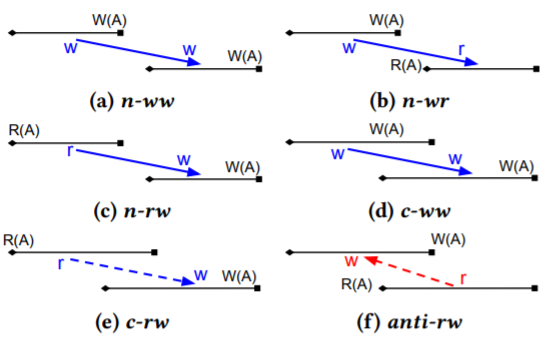 W(A)
w w
W(A)
(a) n-ww
W(A)
w r
R(A)
(b) n-wr
R(A)
r w
W(A)
(c) n-rw
W(A)
w w
W(A)
(d) c-ww
R(A)
r w
W(A)
(e) c-rw
W(A)
w r
R(A)
(f) anti-rw